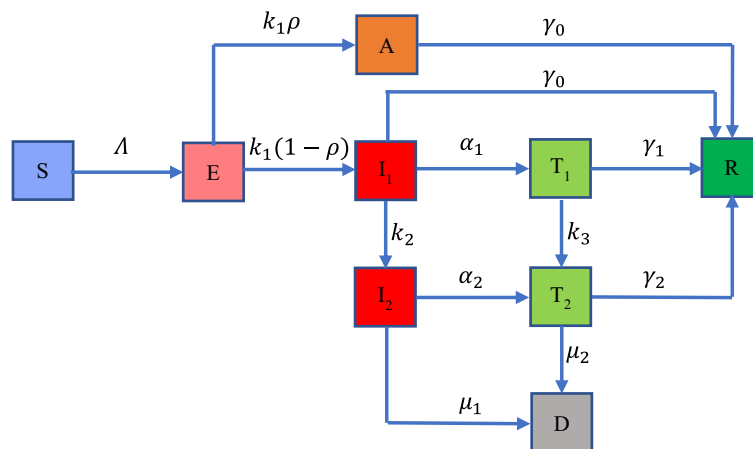 k₁ρ
A
γ₀
γ₀
S
Λ
E
k₁(1 − ρ)
I₁
α₁
T₁
γ₁
R
k₂
k₃
I₂
α₂
T₂
γ₂
μ₂
μ₁
D